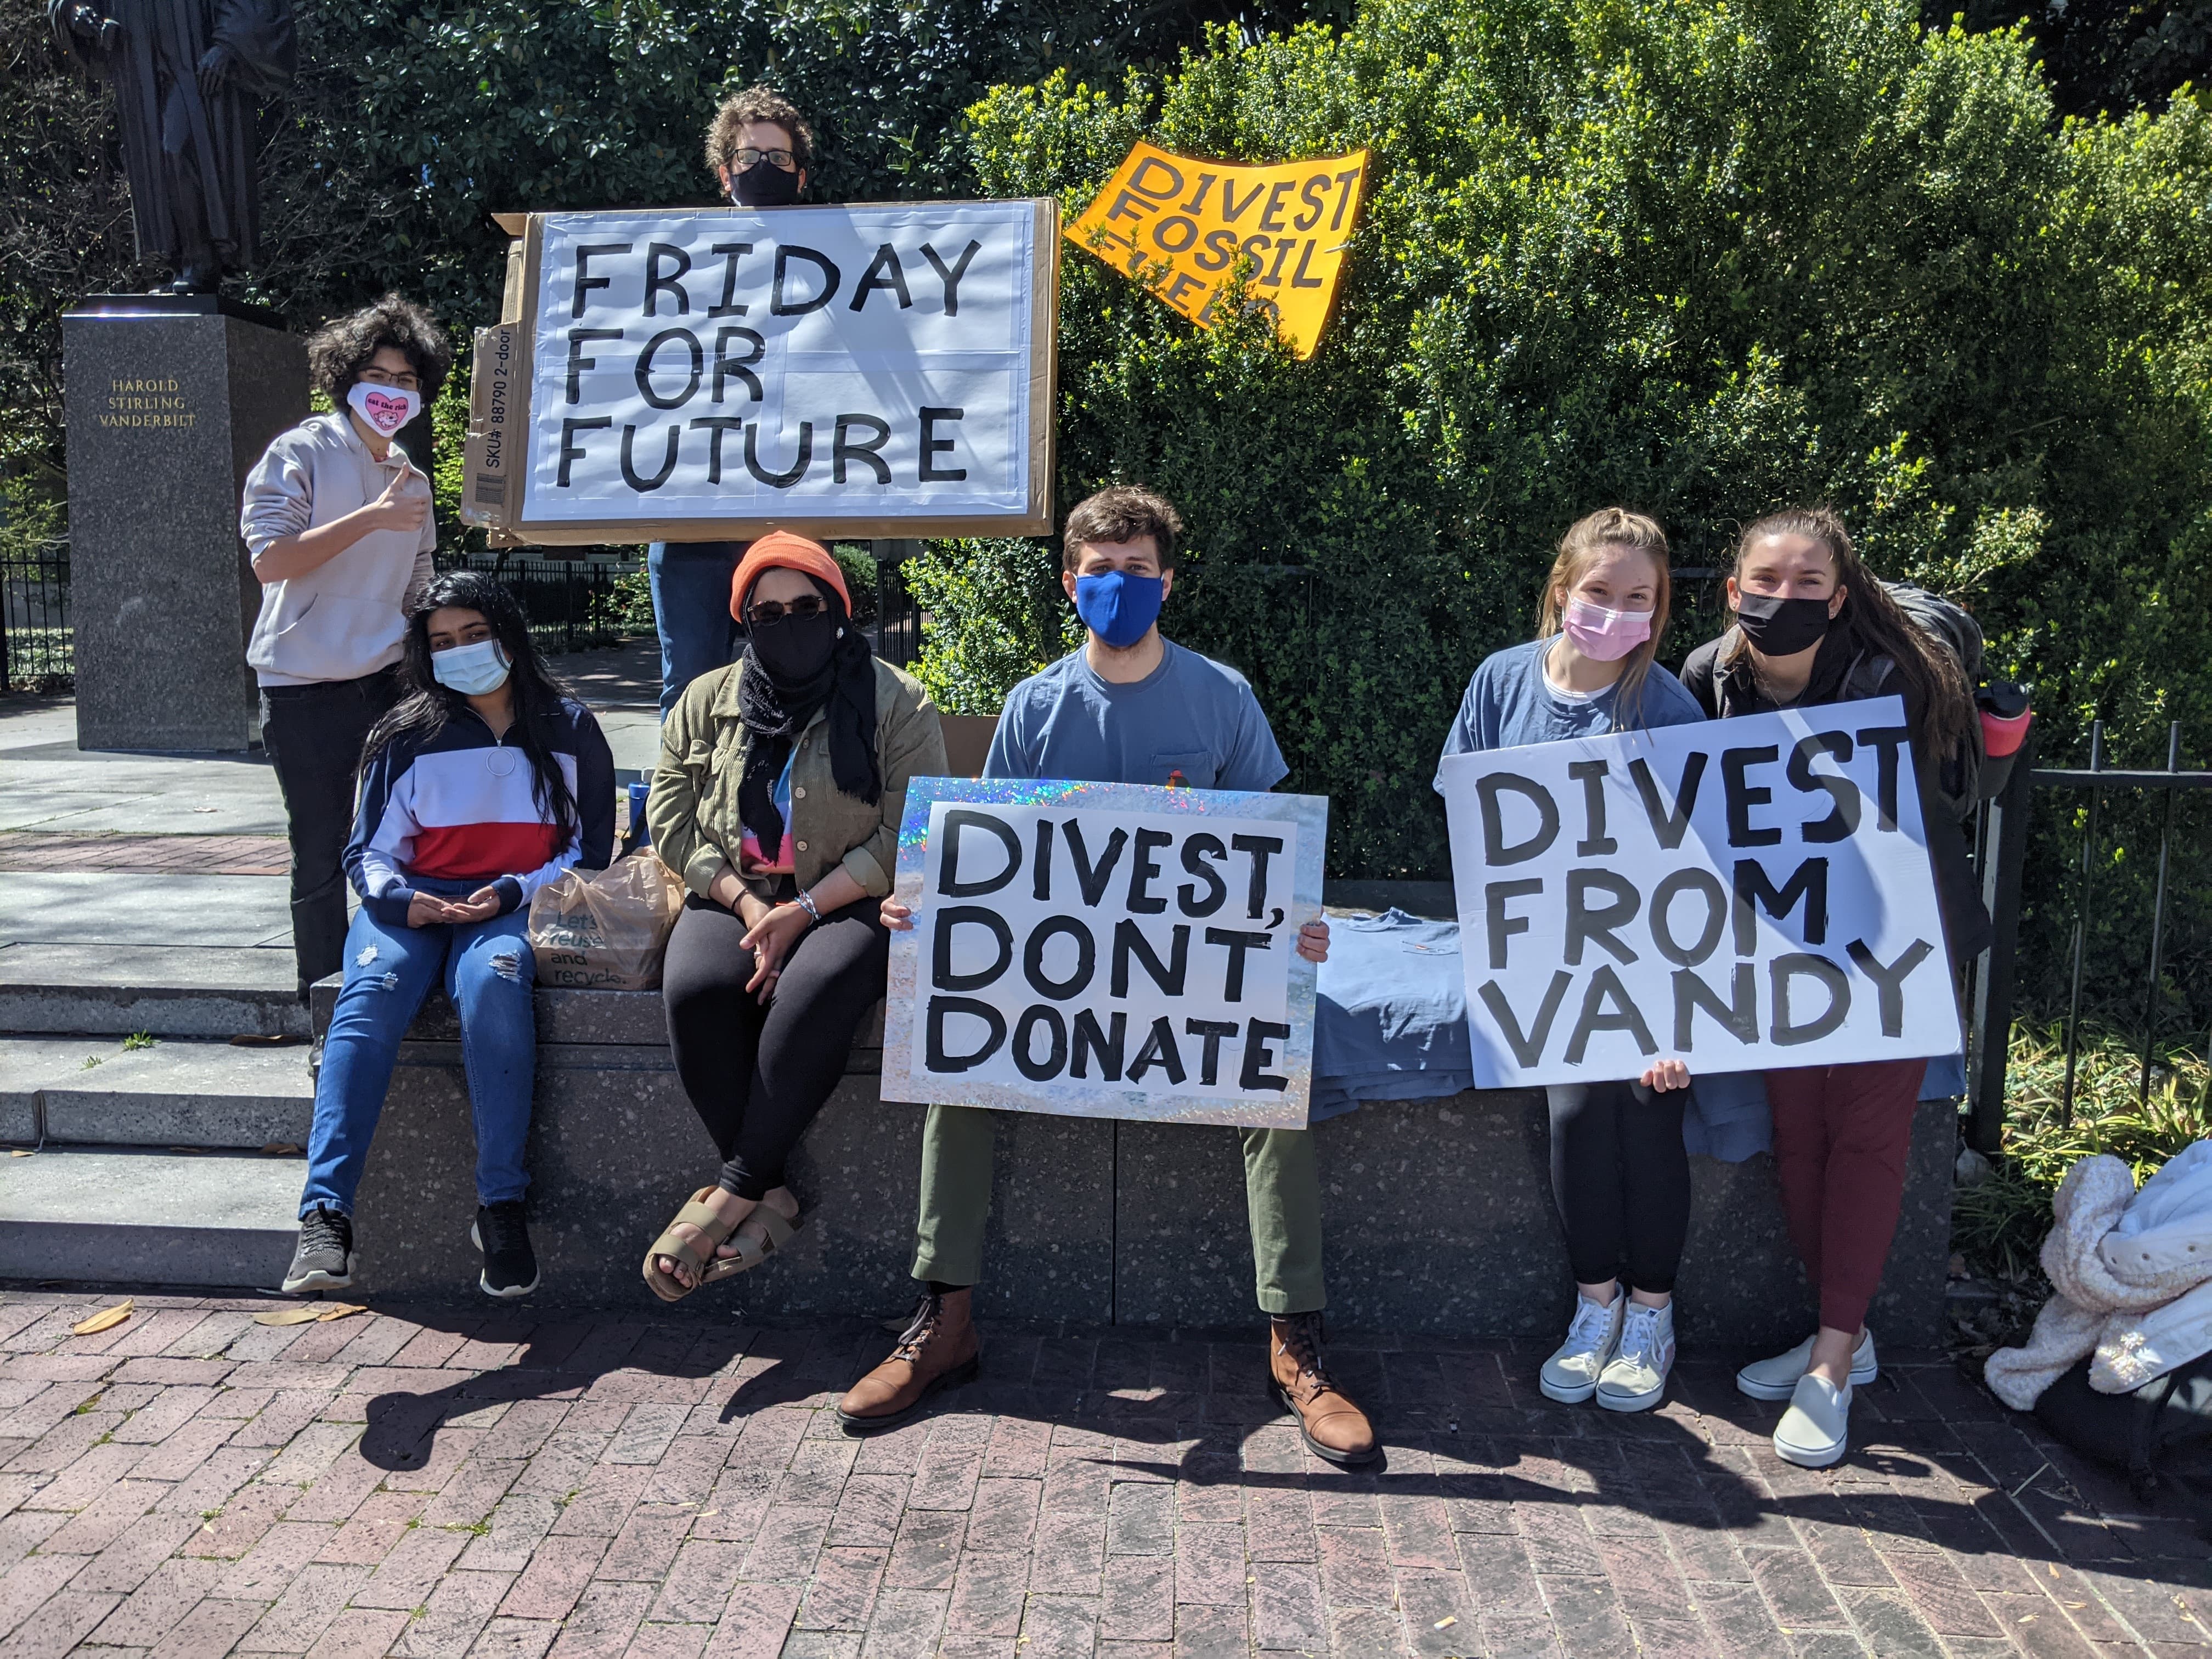 HAROLD
STIRLING
VANDERBILT
eat the rich
SKU# 88790 2-door
FRIDAY
FOR
FUTURE
DIVEST
FOSSIL
FUELS
Let's
reuse
and
recycle.
DIVEST,
DONT
DONATE
DIVEST
FROM
VANDY